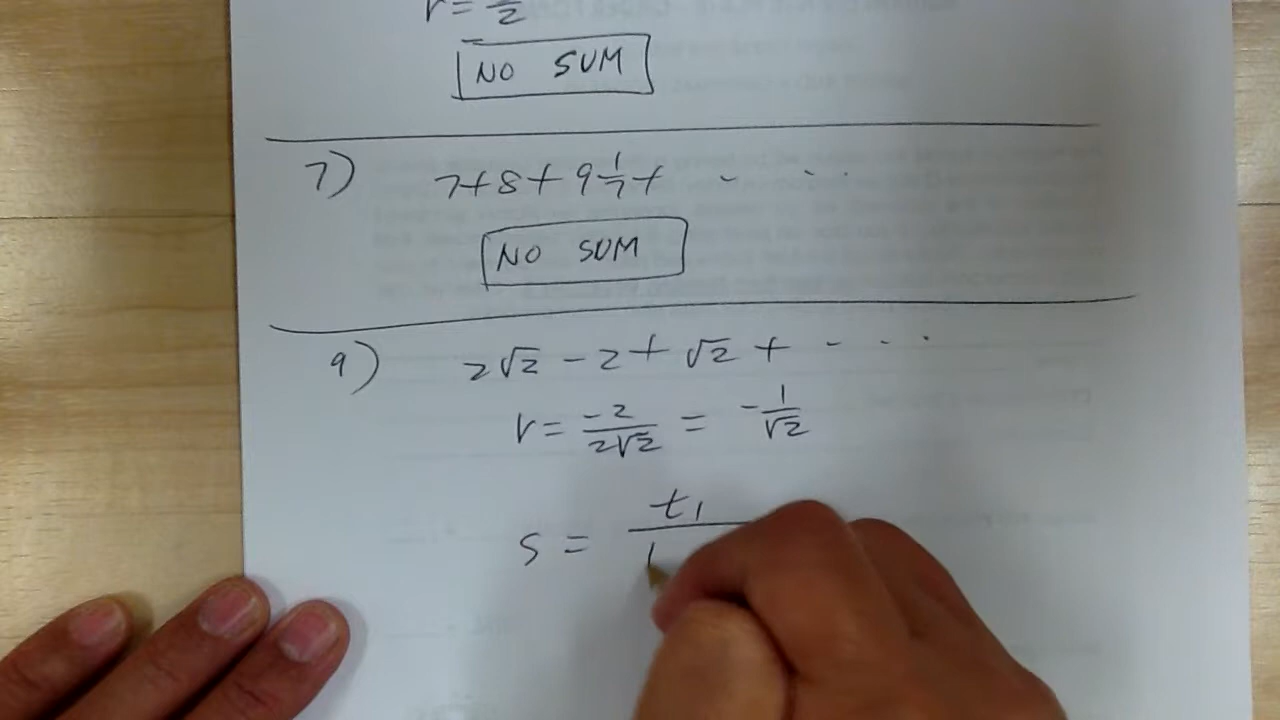 r = /2
NO SUM
7) 7+8+9 1/7+ - . . .
NO SUM
9) 2√2 - 2 + √2 + - . . .
r = -2/2√2 = -1/√2
S = t1/1